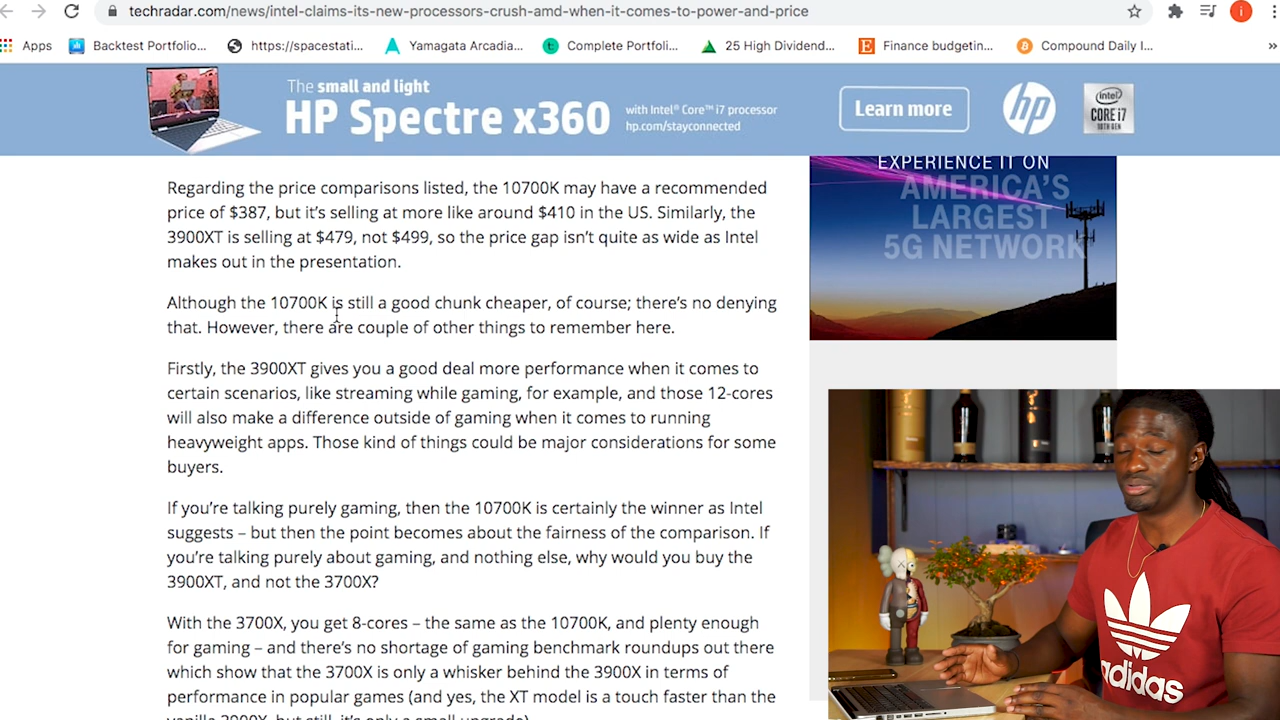 techradar.com/news/intel-claims-its-new-processors-crush-amd-when-it-comes-to-power-and-price
Apps
Backtest Portfolio...
https://spacestati...
Yamagata Arcadia...
Complete Portfoli...
25 High Dividend...
Finance budgetin...
Compound Daily I...
»
The small and light
HP Spectre x360
with Intel® Core™ i7 processor
hp.com/stayconnected
Learn more
hp
intel
CORE i7
10TH GEN
Regarding the price comparisons listed, the 10700K may have a recommended
price of $387, but it's selling at more like around $410 in the US. Similarly, the
3900XT is selling at $479, not $499, so the price gap isn't quite as wide as Intel
makes out in the presentation.
Although the 10700K is still a good chunk cheaper, of course; there's no denying
that. However, there are couple of other things to remember here.
Firstly, the 3900XT gives you a good deal more performance when it comes to
certain scenarios, like streaming while gaming, for example, and those 12-cores
will also make a difference outside of gaming when it comes to running
heavyweight apps. Those kind of things could be major considerations for some
buyers.
If you're talking purely gaming, then the 10700K is certainly the winner as Intel
suggests – but then the point becomes about the fairness of the comparison. If
you're talking purely about gaming, and nothing else, why would you buy the
3900XT, and not the 3700X?
With the 3700X, you get 8-cores – the same as the 10700K, and plenty enough
for gaming – and there's no shortage of gaming benchmark roundups out there
which show that the 3700X is only a whisker behind the 3900X in terms of
performance in popular games (and yes, the XT model is a touch faster than the
vanilla 3900X, but still, it's only a small upgrade).
EXPERIENCE IT ON
AMERICA'S
LARGEST
5G NETWORK
adidas